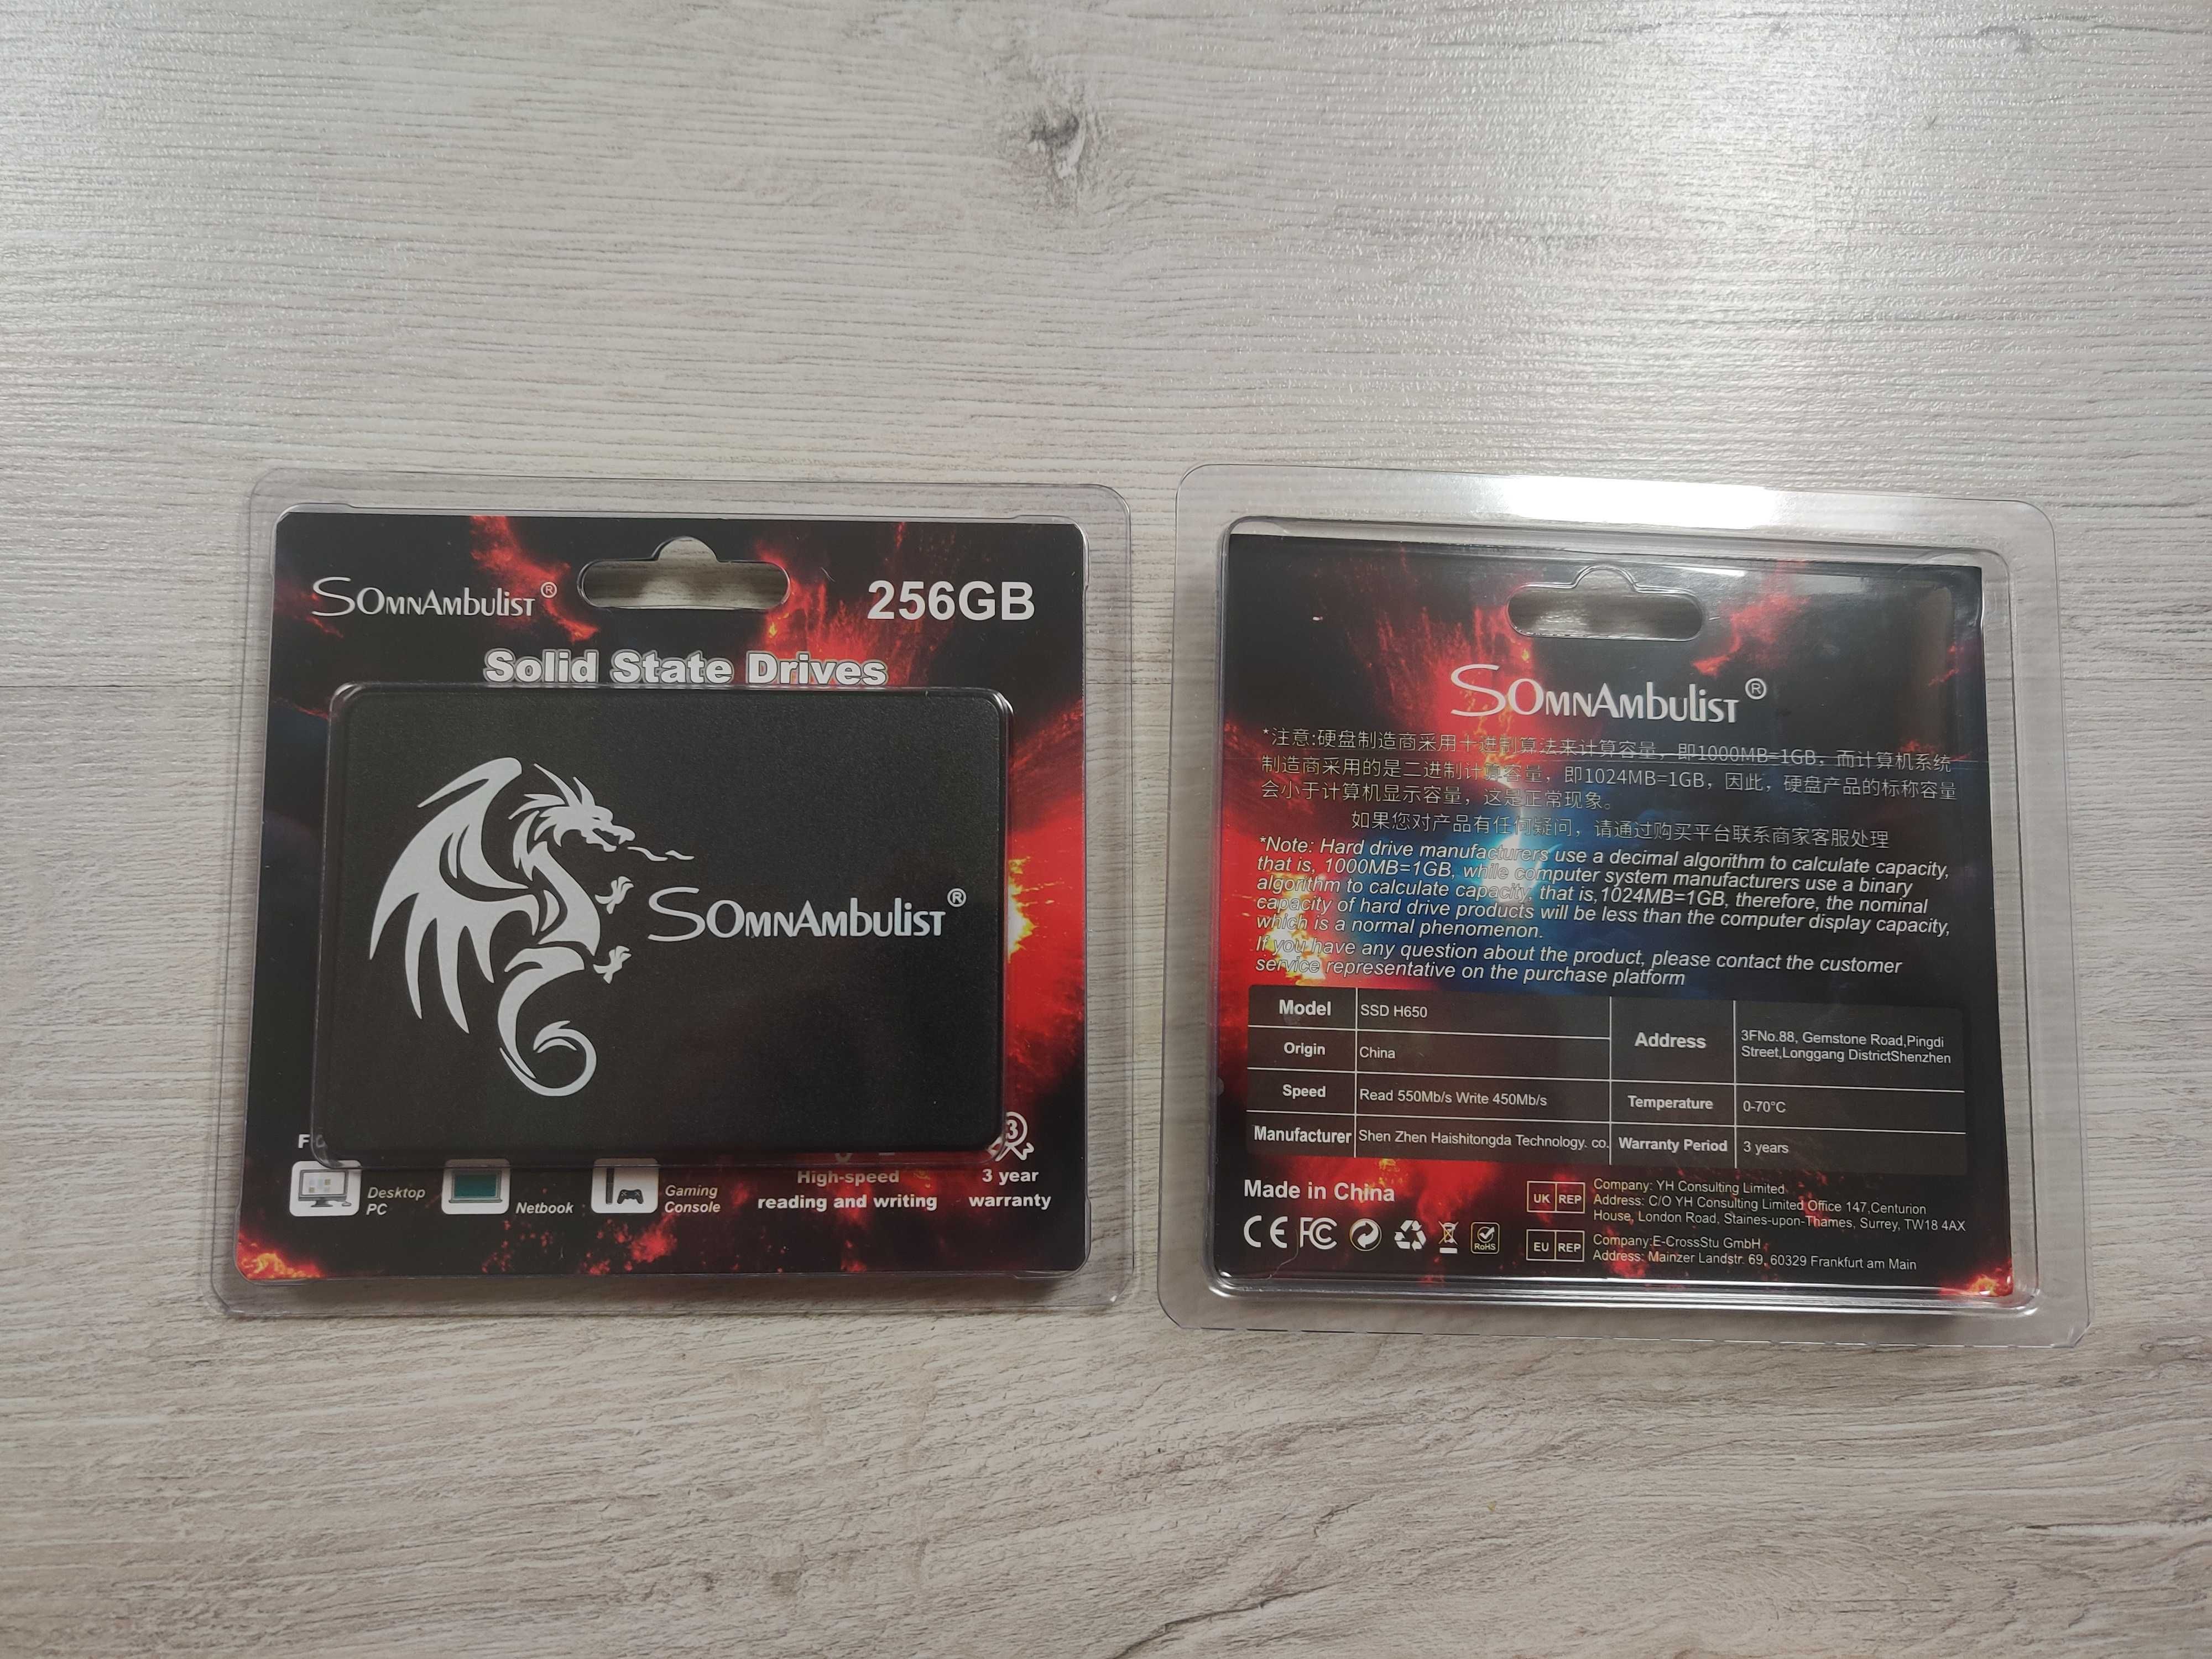 SOMNAMBULIST®
256GB
Solid State Drives
SOMNAMBULIST®
3
Desktop
PC
Netbook
Gaming
Console
High-speed
reading and writing
3 year
warranty
SOMNAMBULIST®
*注意:硬盘制造商采用十进制算法来计算容量，即1000MB=1GB，而计算机系统
制造商采用的是二进制计算容量，即1024MB=1GB，因此，硬盘产品的标称容量
会小于计算机显示容量，这是正常现象。
如果您对产品有任何疑问，请通过购买平台联系商家客服处理
*Note: Hard drive manufacturers use a decimal algorithm to calculate capacity,
that is, 1000MB=1GB, while computer system manufacturers use a binary
algorithm to calculate capacity, that is,1024MB=1GB, therefore, the nominal
capacity of hard drive products will be less than the computer display capacity,
which is a normal phenomenon.
If you have any question about the product, please contact the customer
service representative on the purchase platform
Model SSD H650
Origin China
Speed Read 550Mb/s Write 450Mb/s
Manufacturer Shen Zhen Haishitongda Technology. co.
Address 3FNo.88, Gemstone Road,Pingdi
Street,Longgang DistrictShenzhen
Temperature 0-70°C
Warranty Period 3 years
Made in China
CE FC RoHS
UK REP Company: YH Consulting Limited
Address: C/O YH Consulting Limited Office 147,Centurion
House, London Road, Staines-upon-Thames, Surrey, TW18 4AX
EU REP Company:E-CrossStu GmbH
Address: Mainzer Landstr. 69, 60329 Frankfurt am Main